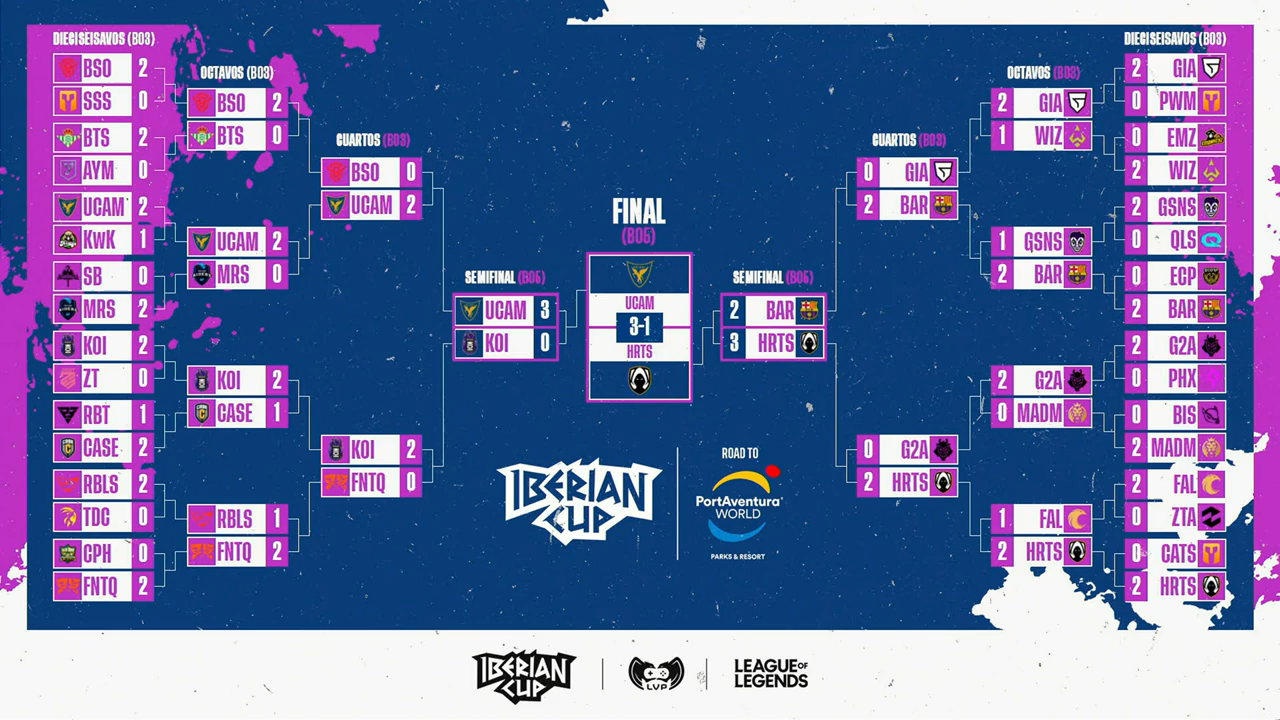 DIECISEISAVOS (BO3)
BSO 2
SSS 0
BTS 2
AYM 0
UCAM 2
KwK 1
SB 0
MRS 2
KOI 2
ZT 0
RBT 1
CASE 2
RBLS 2
TDC 0
CPH 0
FNTQ 2
OCTAVOS (BO3)
BSO 2
BTS 0
UCAM 2
MRS 0
KOI 2
CASE 1
RBLS 1
FNTQ 2
CUARTOS (BO3)
BSO 0
UCAM 2
KOI 2
FNTQ 0
SEMIFINAL (BO5)
UCAM 3
KOI 0
FINAL
(BO5)
UCAM
3-1
HRTS
SEMIFINAL (BO5)
2 BAR
3 HRTS
CUARTOS (BO3)
0 GIA
2 BAR
0 G2A
2 HRTS
OCTAVOS (BO3)
2 GIA
1 WIZ
1 GSNS
2 BAR
2 G2A
0 MADM
1 FAL
2 HRTS
DIECISEISAVOS (BO3)
2 GIA
0 PWM
0 EMZ
2 WIZ
2 GSNS
0 QLS
0 ECP
2 BAR
2 G2A
0 PHX
0 BIS
2 MADM
2 FAL
0 ZTA
0 CATS
2 HRTS
IBERIAN
CUP
ROAD TO
PortAventura
WORLD
PARKS & RESORT
IBERIAN
CUP
LVP
LEAGUE OF
LEGENDS